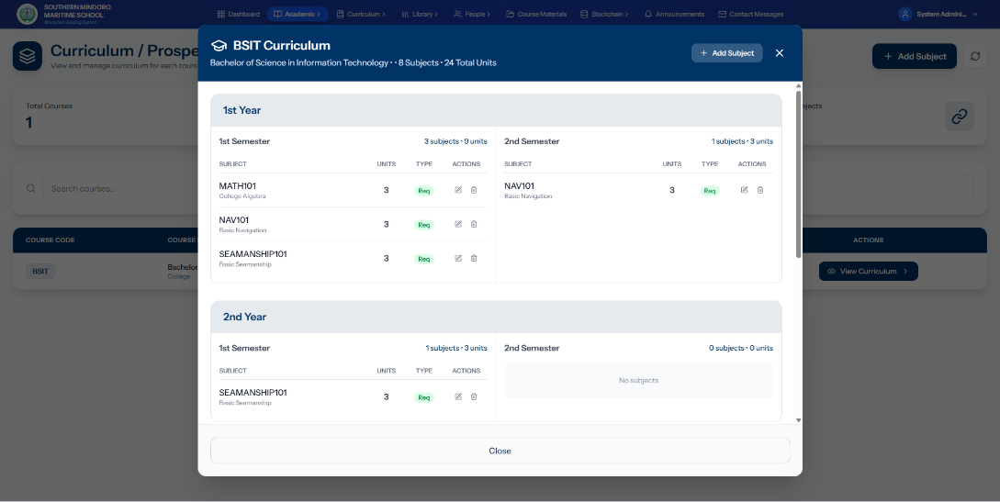 SOUTHERN MINDORO
MARITIME SCHOOL
Blockchain Grading System
Dashboard
Academic
Curriculum
Library
People
Course Materials
Blockchain
Announcements
Contact Messages
System Admini...
Curriculum / Prospe
View and manage curriculum for each cours
Add Subject
BSIT Curriculum
Bachelor of Science in Information Technology • • 8 Subjects • 24 Total Units
Add Subject
Total Courses
1
bjects
Search courses...
COURSE CODE
COURSE
ACTIONS
BSIT
Bachelor
College
View Curriculum
1st Year
1st Semester
3 subjects • 9 units
SUBJECT UNITS TYPE ACTIONS
MATH101 3 Req
College Algebra
NAV101 3 Req
Basic Navigation
SEAMANSHIP101 3 Req
Basic Seamanship
2nd Semester
1 subjects • 3 units
SUBJECT UNITS TYPE ACTIONS
NAV101 3 Req
Basic Navigation
2nd Year
1st Semester
1 subjects • 3 units
SUBJECT UNITS TYPE ACTIONS
SEAMANSHIP101 3 Req
Basic Seamanship
2nd Semester
0 subjects • 0 units
No subjects
Close